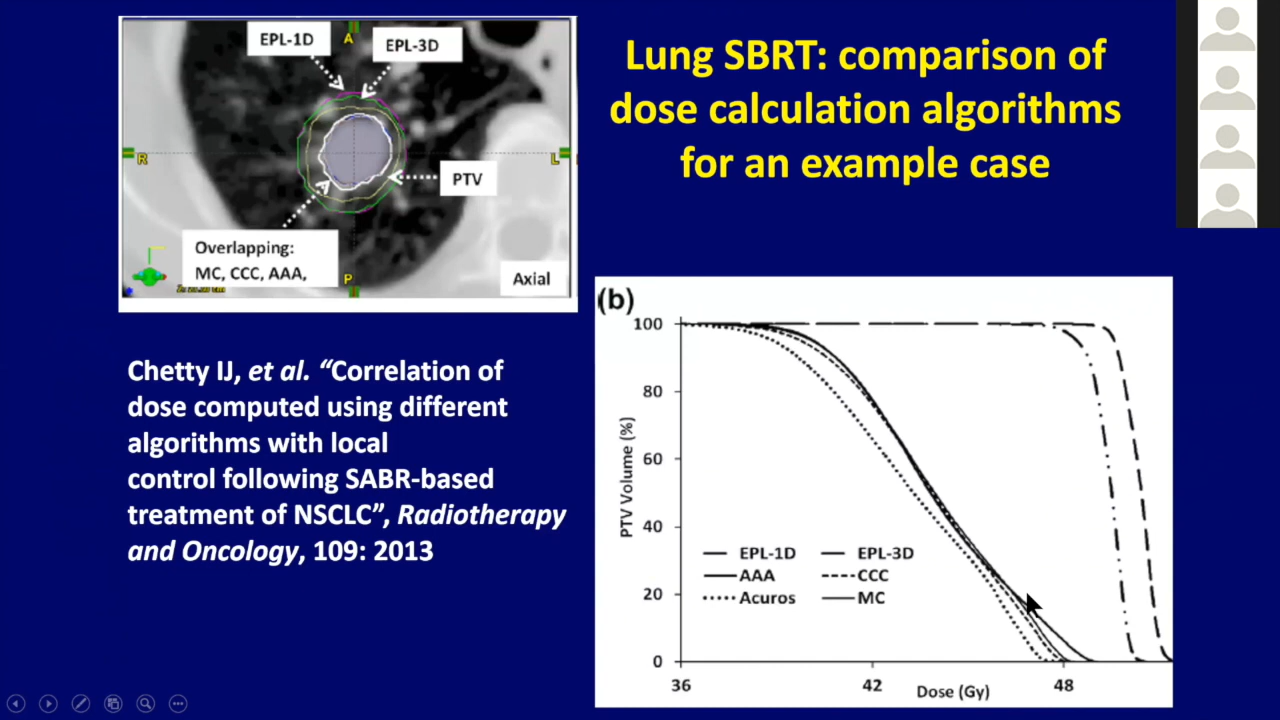 EPL-1D
A
EPL-3D
R
L
PTV
Overlapping:
MC, CCC, AAA,
P
Axial
Lung SBRT: comparison of
dose calculation algorithms
for an example case
Chetty IJ, et al. “Correlation of
dose computed using different
algorithms with local
control following SABR-based
treatment of NSCLC”, Radiotherapy
and Oncology, 109: 2013
(b)
100
80
60
40
20
0
PTV Volume (%)
EPL-1D EPL-3D
AAA CCC
Acuros MC
36 42 48
Dose (Gy)